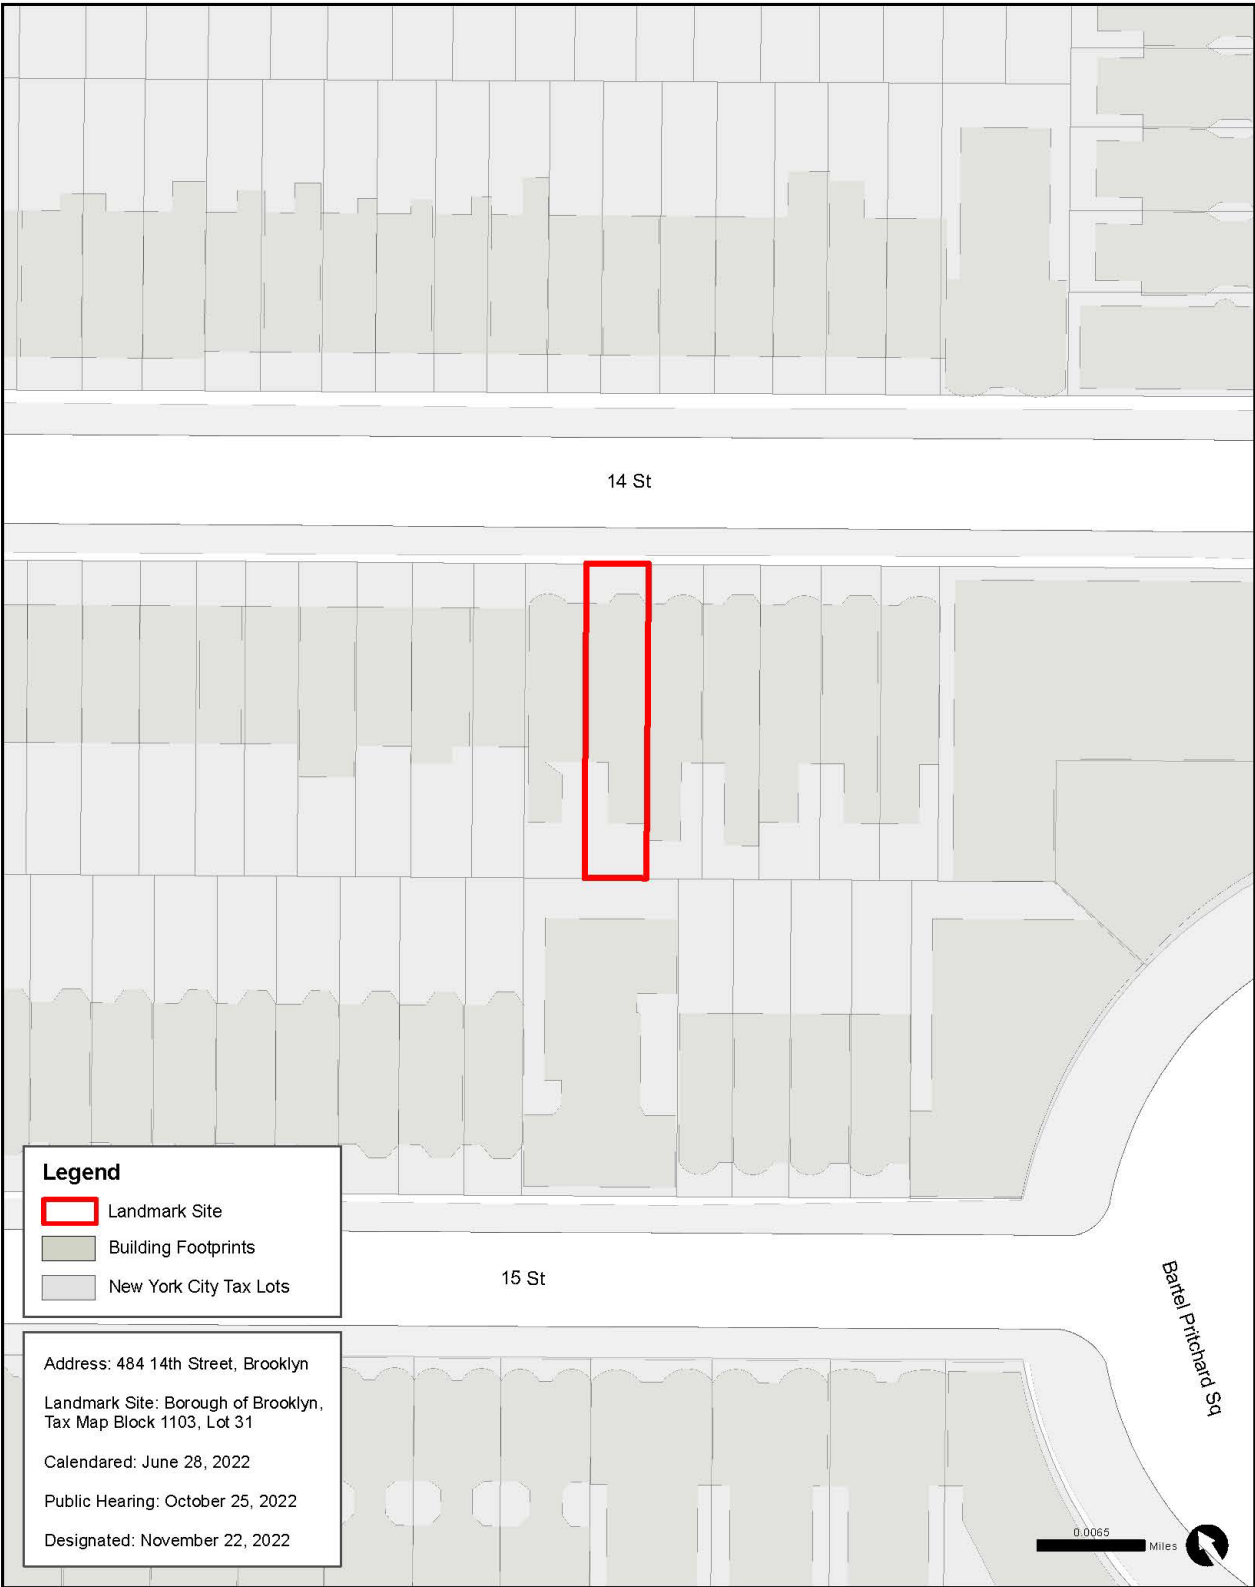 14 St
Legend
Landmark Site
Building Footprints
New York City Tax Lots
15 St
Bartel Pritchard Sq
Address: 484 14th Street, Brooklyn
Landmark Site: Borough of Brooklyn,
Tax Map Block 1103, Lot 31
Calendared: June 28, 2022
Public Hearing: October 25, 2022
Designated: November 22, 2022
0.0065
Miles